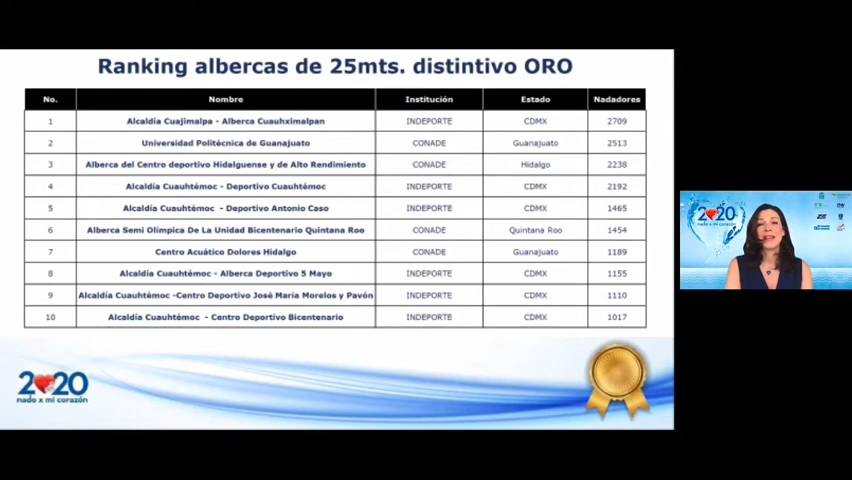 Ranking albercas de 25mts. distintivo ORO
No. Nombre Institución Estado Nadadores
1 Alcaldía Cuajimalpa - Alberca Cuauhximalpan INDEPORTE CDMX 2709
2 Universidad Politécnica de Guanajuato CONADE Guanajuato 2513
3 Alberca del Centro deportivo Hidalguense y de Alto Rendimiento CONADE Hidalgo 2238
4 Alcaldía Cuauhtémoc - Deportivo Cuauhtémoc INDEPORTE CDMX 2192
5 Alcaldía Cuauhtémoc - Deportivo Antonio Caso INDEPORTE CDMX 1465
6 Alberca Semi Olímpica De La Unidad Bicentenario Quintana Roo CONADE Quintana Roo 1454
7 Centro Acuático Dolores Hidalgo CONADE Guanajuato 1189
8 Alcaldía Cuauhtémoc - Alberca Deportivo 5 Mayo INDEPORTE CDMX 1155
9 Alcaldía Cuauhtémoc -Centro Deportivo José María Morelos y Pavón INDEPORTE CDMX 1110
10 Alcaldía Cuauhtémoc - Centro Deportivo Bicentenario INDEPORTE CDMX 1017
2020
nado x mi corazón
2020
nado x mi corazón